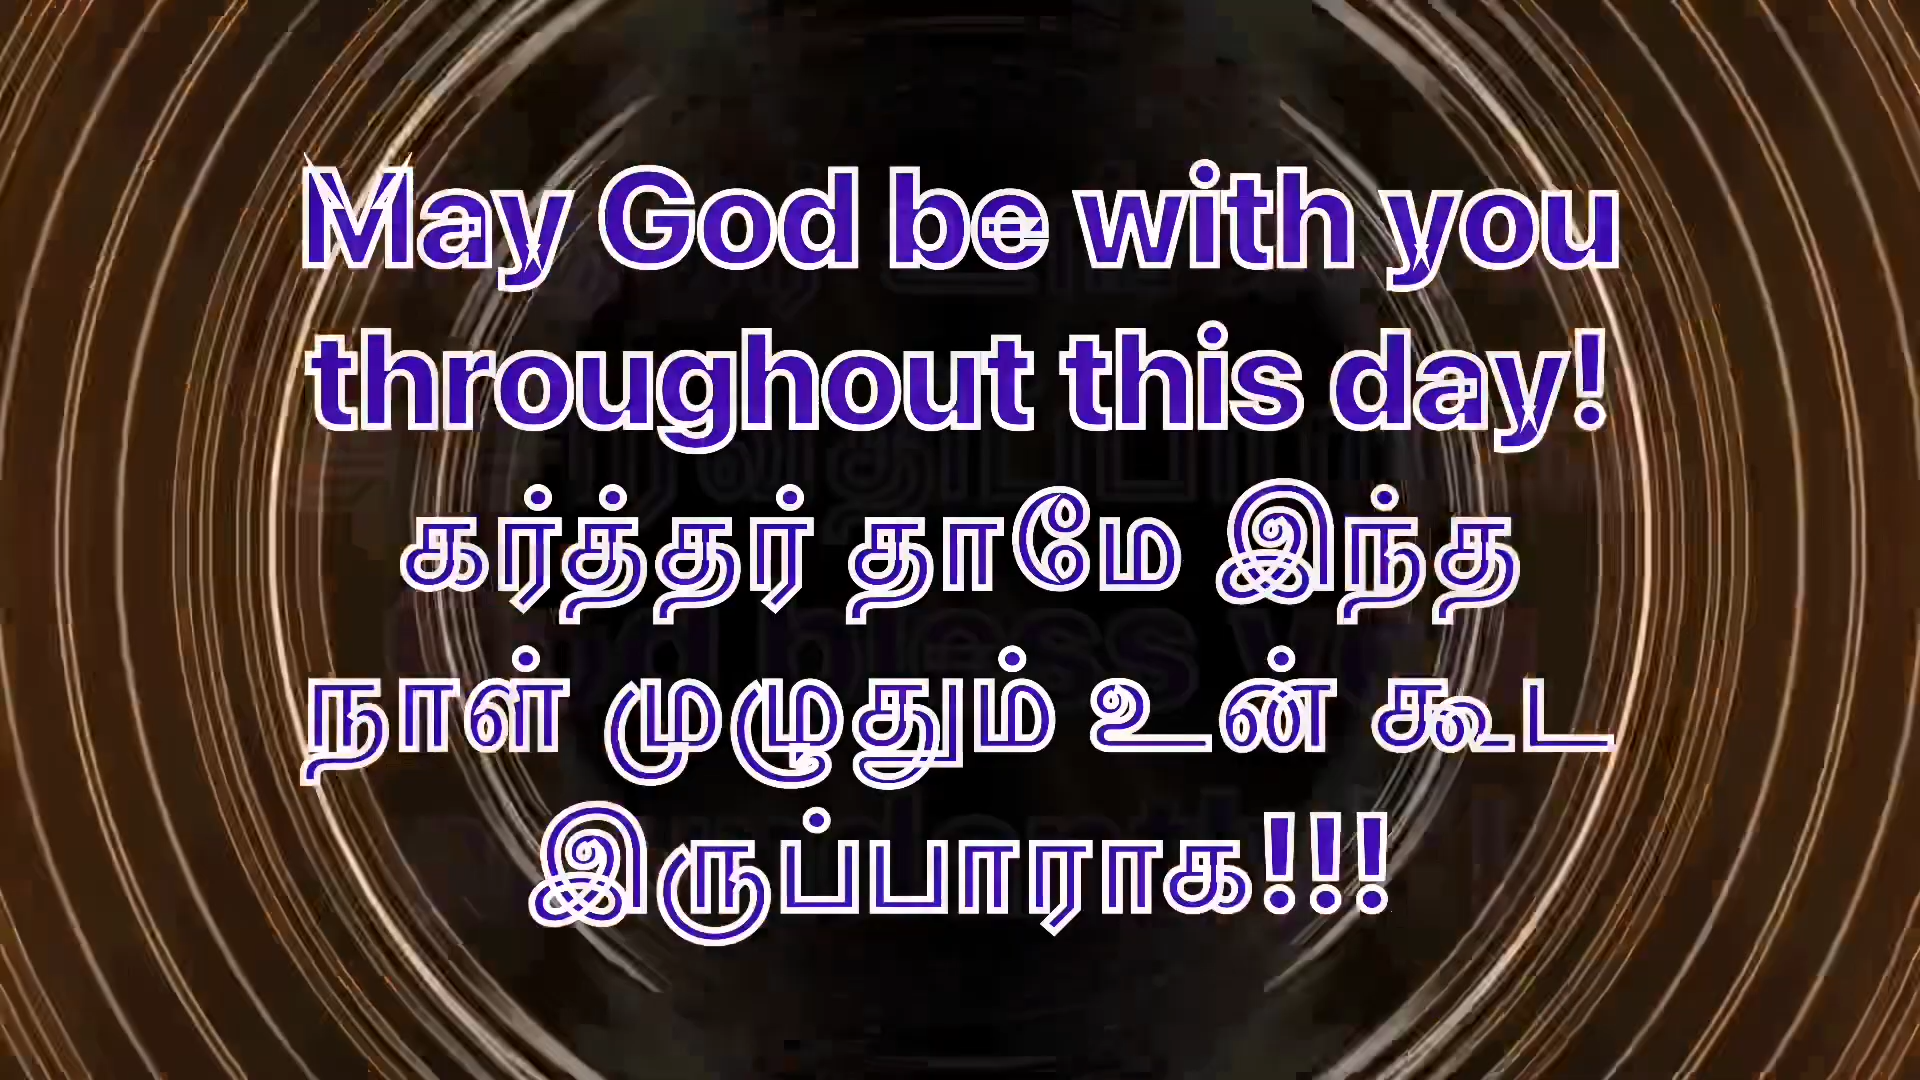 May God be with you
throughout this day!
கர்த்தர் தாமே இந்த
நாள் முழுதும் உன் கூட
இருப்பாராக!!!